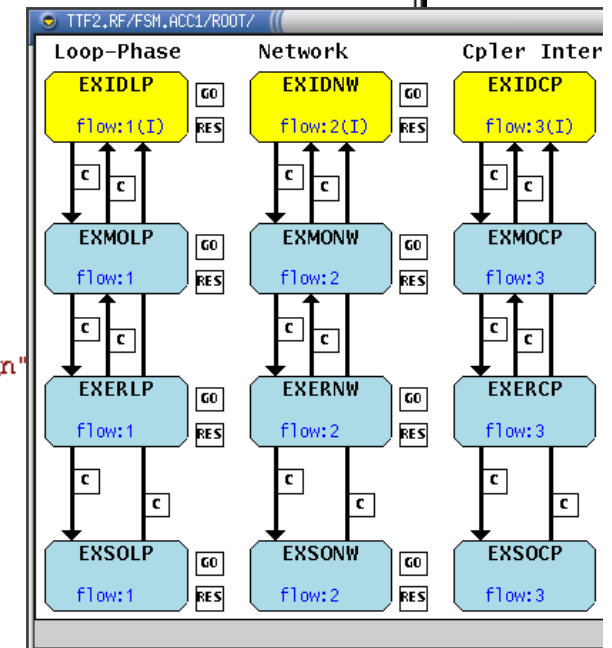 TTF2.RF/FSM.ACC1/ROOT/
Loop-Phase Network Cpler Inter
EXIDLP GO EXIDNW GO EXIDCP
flow:1(I) RES flow:2(I) RES flow:3(I)
C C C
C C C
EXMOLP GO EXMONW GO EXMOCP
flow:1 RES flow:2 RES flow:3
C C C
C C C
n"
EXERLP GO EXERNW GO EXERCP
flow:1 RES flow:2 RES flow:3
C C C
C C C
EXSOLP GO EXSONW GO EXSOCP
flow:1 RES flow:2 RES flow:3